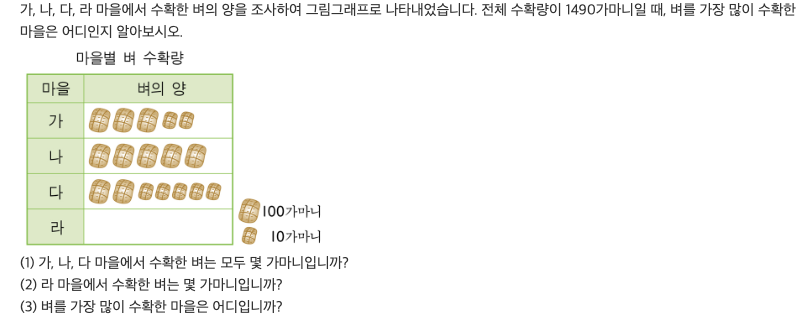 가, 나, 다, 라 마을에서 수확한 벼의 양을 조사하여 그림그래프로 나타내었습니다. 전체 수확량이 1490가마니일 때, 벼를 가장 많이 수확한
마을은 어디인지 알아보시오.
마을별 벼 수확량
마을 벼의 양
가
나
다
라
100가마니
10가마니
(1) 가, 나, 다 마을에서 수확한 벼는 모두 몇 가마니입니까?
(2) 라 마을에서 수확한 벼는 몇 가마니입니까?
(3) 벼를 가장 많이 수확한 마을은 어디입니까?